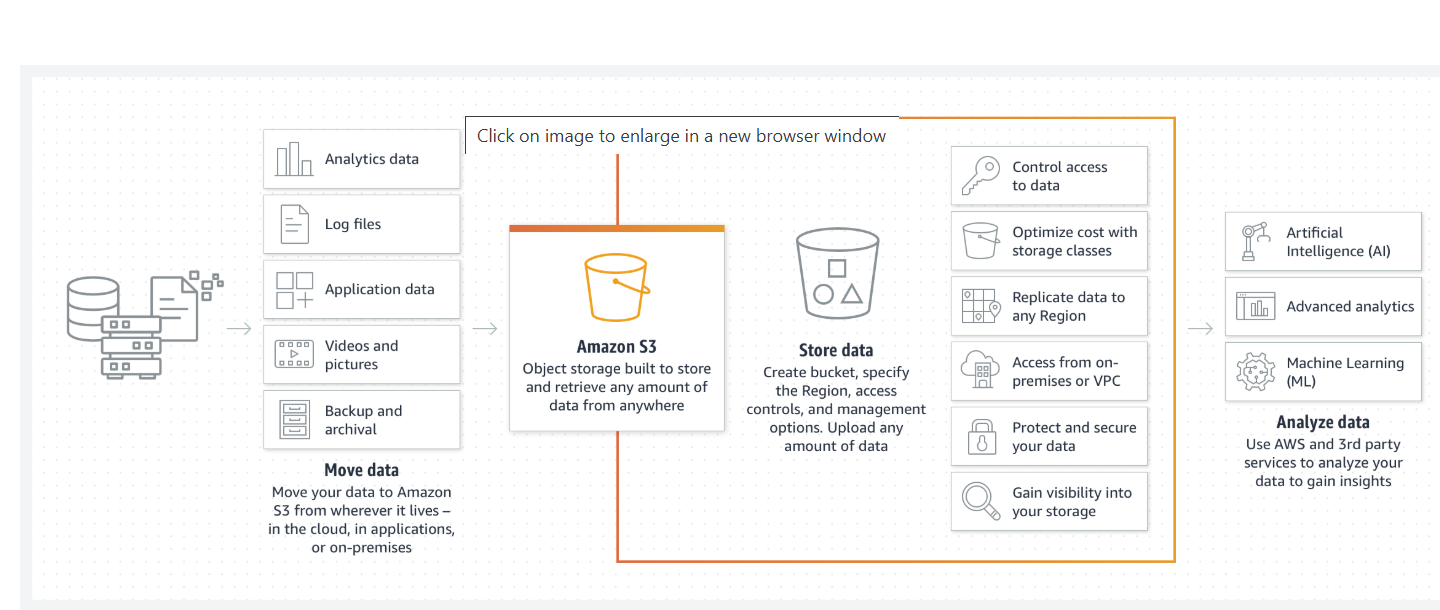 Click on image to enlarge in a new browser window
Analytics data
Log files
Application data
Videos and
pictures
Backup and
archival
Move data
Move your data to Amazon
S3 from wherever it lives –
in the cloud, in applications,
or on-premises
Amazon S3
Object storage built to store
and retrieve any amount of
data from anywhere
Store data
Create bucket, specify
the Region, access
controls, and management
options. Upload any
amount of data
Control access
to data
Optimize cost with
storage classes
Replicate data to
any Region
Access from on-
premises or VPC
Protect and secure
your data
Gain visibility into
your storage
Artificial
Intelligence (AI)
Advanced analytics
Machine Learning
(ML)
Analyze data
Use AWS and 3rd party
services to analyze your
data to gain insights